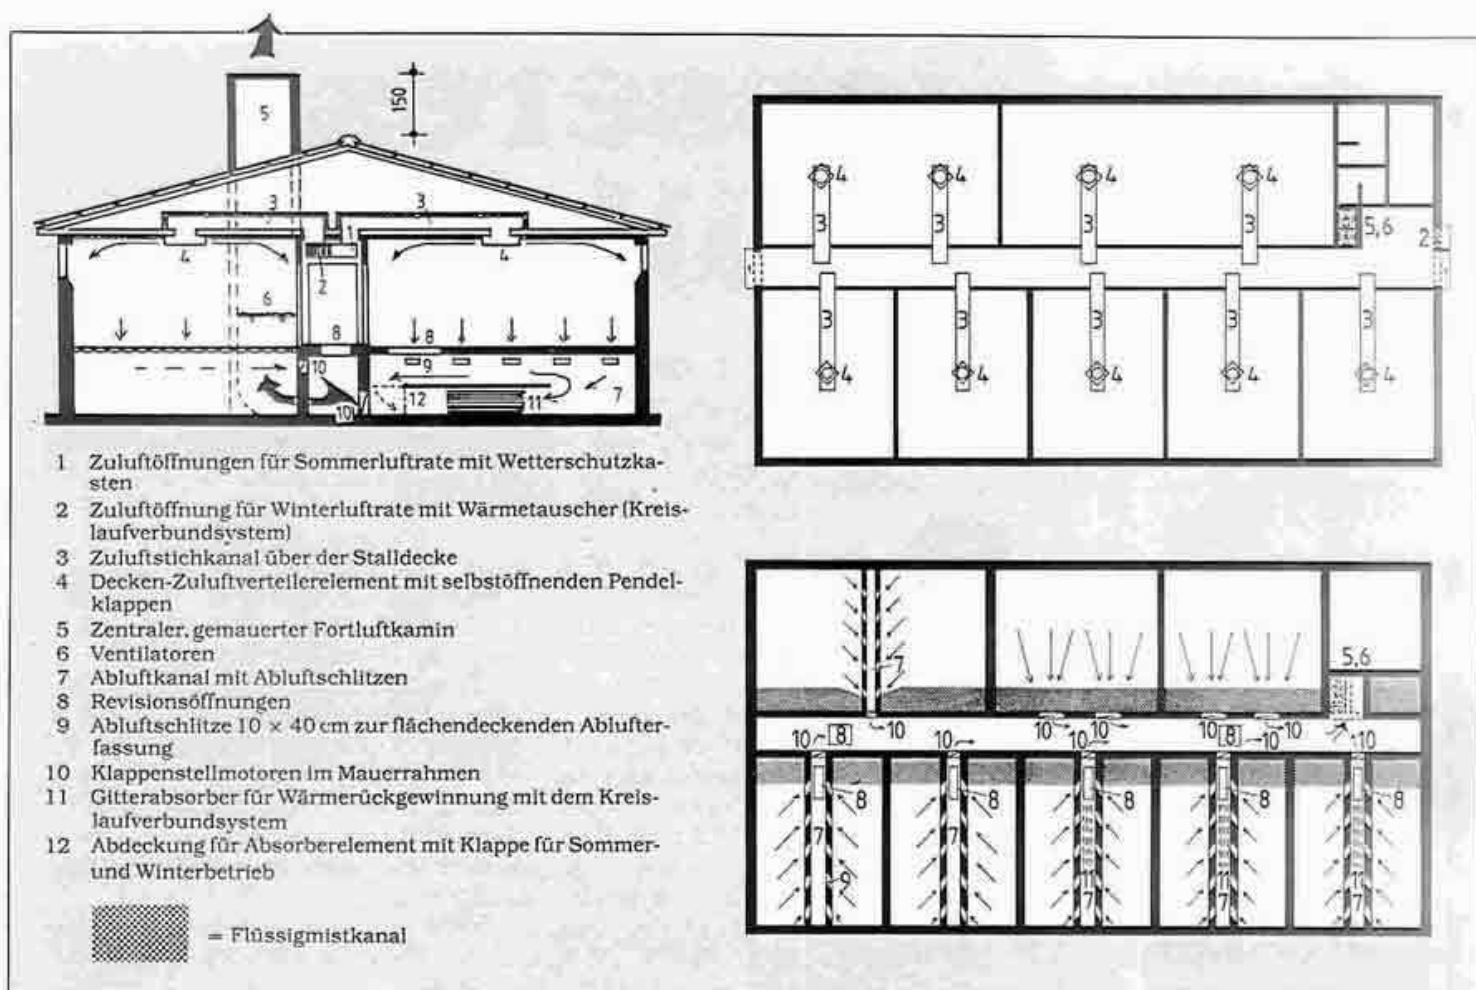 150
5
3
3
1
4
4
2
6
8
8
10
9
7
10
12
11
1 Zuluftöffnungen für Sommerluftrate mit Wetterschutzka-
sten
2 Zuluftöffnung für Winterluftrate mit Wärmetauscher (Kreis-
laufverbundsystem)
3 Zuluftstichkanal über der Stalldecke
4 Decken-Zuluftverteilerelement mit selbstöffnenden Pendel-
klappen
5 Zentraler, gemauerter Fortluftkamin
6 Ventilatoren
7 Abluftkanal mit Abluftschlitzen
8 Revisionsöffnungen
9 Abluftschlitze 10 × 40 cm zur flächendeckenden Ablufter-
fassung
10 Klappenstellmotoren im Mauerrahmen
11 Gitterabsorber für Wärmerückgewinnung mit dem Kreis-
laufverbundsystem
12 Abdeckung für Absorberelement mit Klappe für Sommer-
und Winterbetrieb
= Flüssigmistkanal
4 4 4 4
3 3 3 3 5,6 2
3 3 3 3 3
4 4 4 4 4
7 5,6
10 10 10 10 10
10 8 10 10 10 8 10 10
8 8 8 8 8
7 7
9 11 11 11
7 7 7